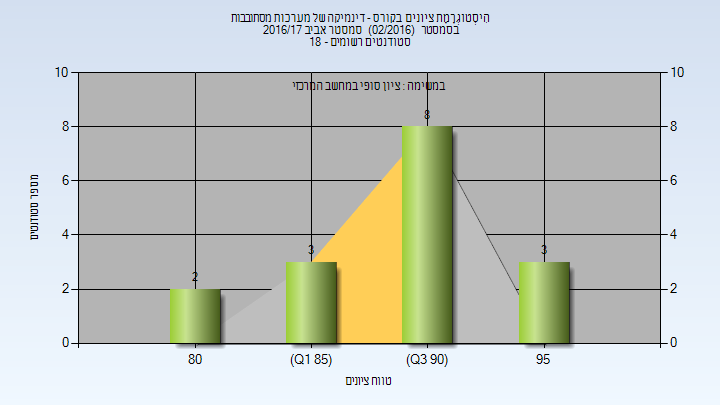 היסטוגרמת ציונים בקורס - דינמיקה של מערכות מסתובבות
בסמסטר (02/2016) סמסטר אביב 2016/17
סטודנטים רשומים - 18
במשימה : ציון סופי במחשב המרכזי
10 10
8 8
6 6
4 4
2 2
0 0
2 3 8 3
80 (Q1 85) (Q3 90) 95
מספר סטודנטים
טווח ציונים